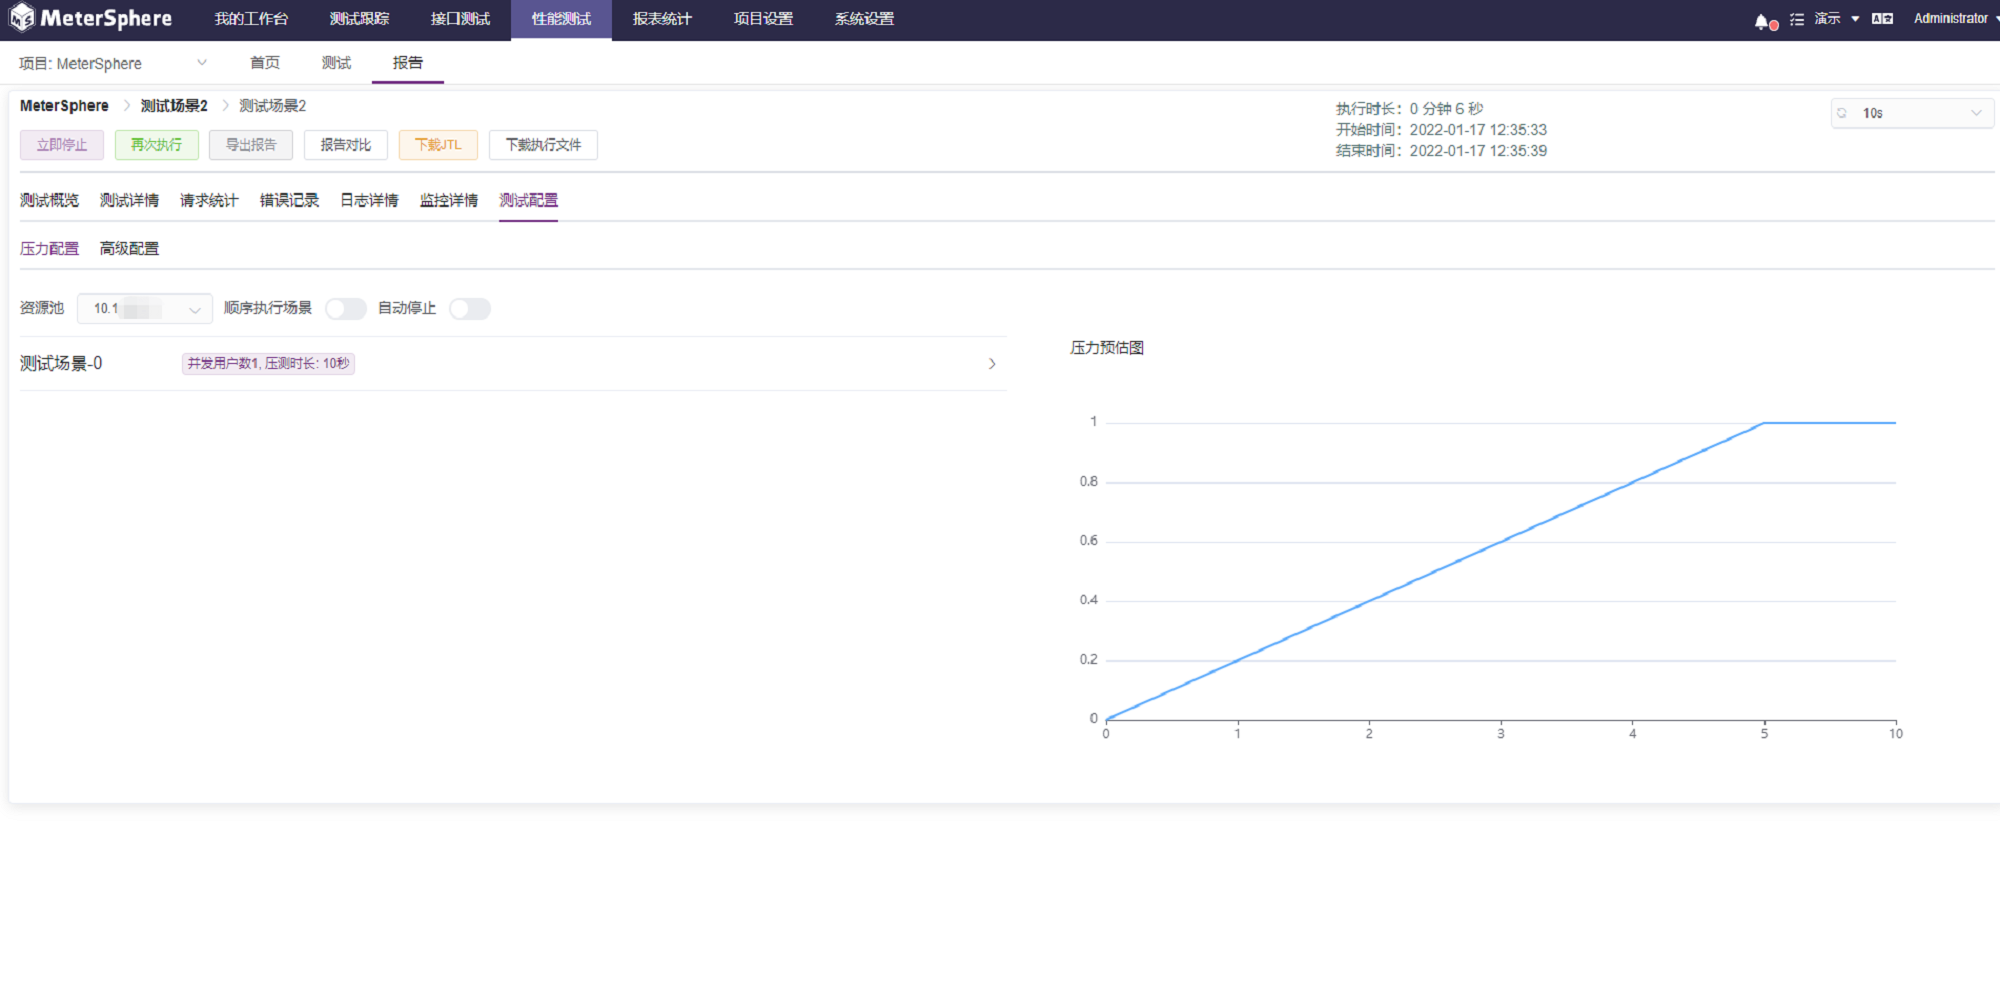 MeterSphere 我的工作台 测试跟踪 接口测试 性能测试 报表统计 项目设置 系统设置 演示 Administrator
项目: MeterSphere 首页 测试 报告
MeterSphere 测试场景2 测试场景2
执行时长：0 分钟 6 秒
开始时间：2022-01-17 12:35:33
结束时间：2022-01-17 12:35:39
10s
立即停止 再次执行 导出报告 报告对比 下载JTL 下载执行文件
测试概览 测试详情 请求统计 错误记录 日志详情 监控详情 测试配置
压力配置 高级配置
资源池 10.1 顺序执行场景 自动停止
测试场景-0 并发用户数1, 压测时长: 10秒
压力预估图
1
0.8
0.6
0.4
0.2
0
0 1 2 3 4 5 10